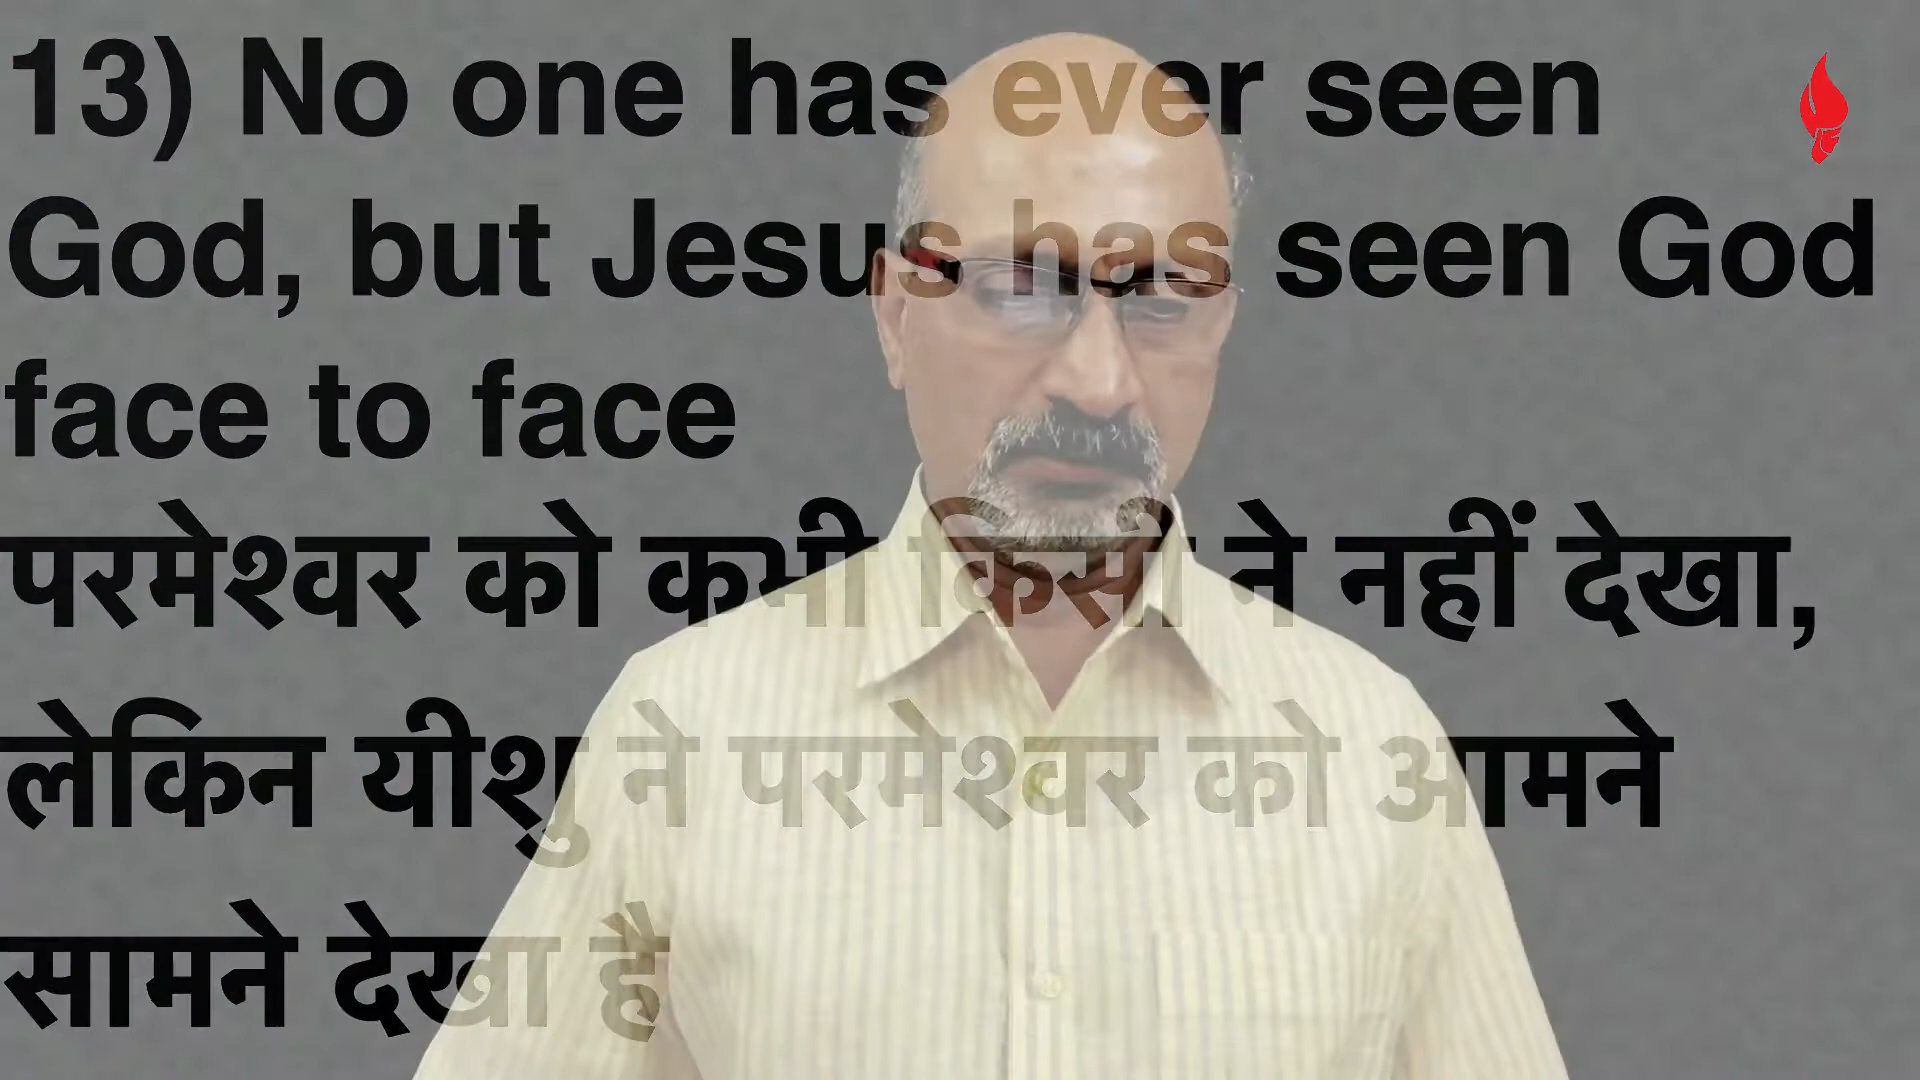 13) No one has ever seen
God, but Jesus has seen God
face to face
परमेश्वर को कभी किसी ने नहीं देखा,
लेकिन यीशु ने परमेश्वर को आमने
सामने देखा है